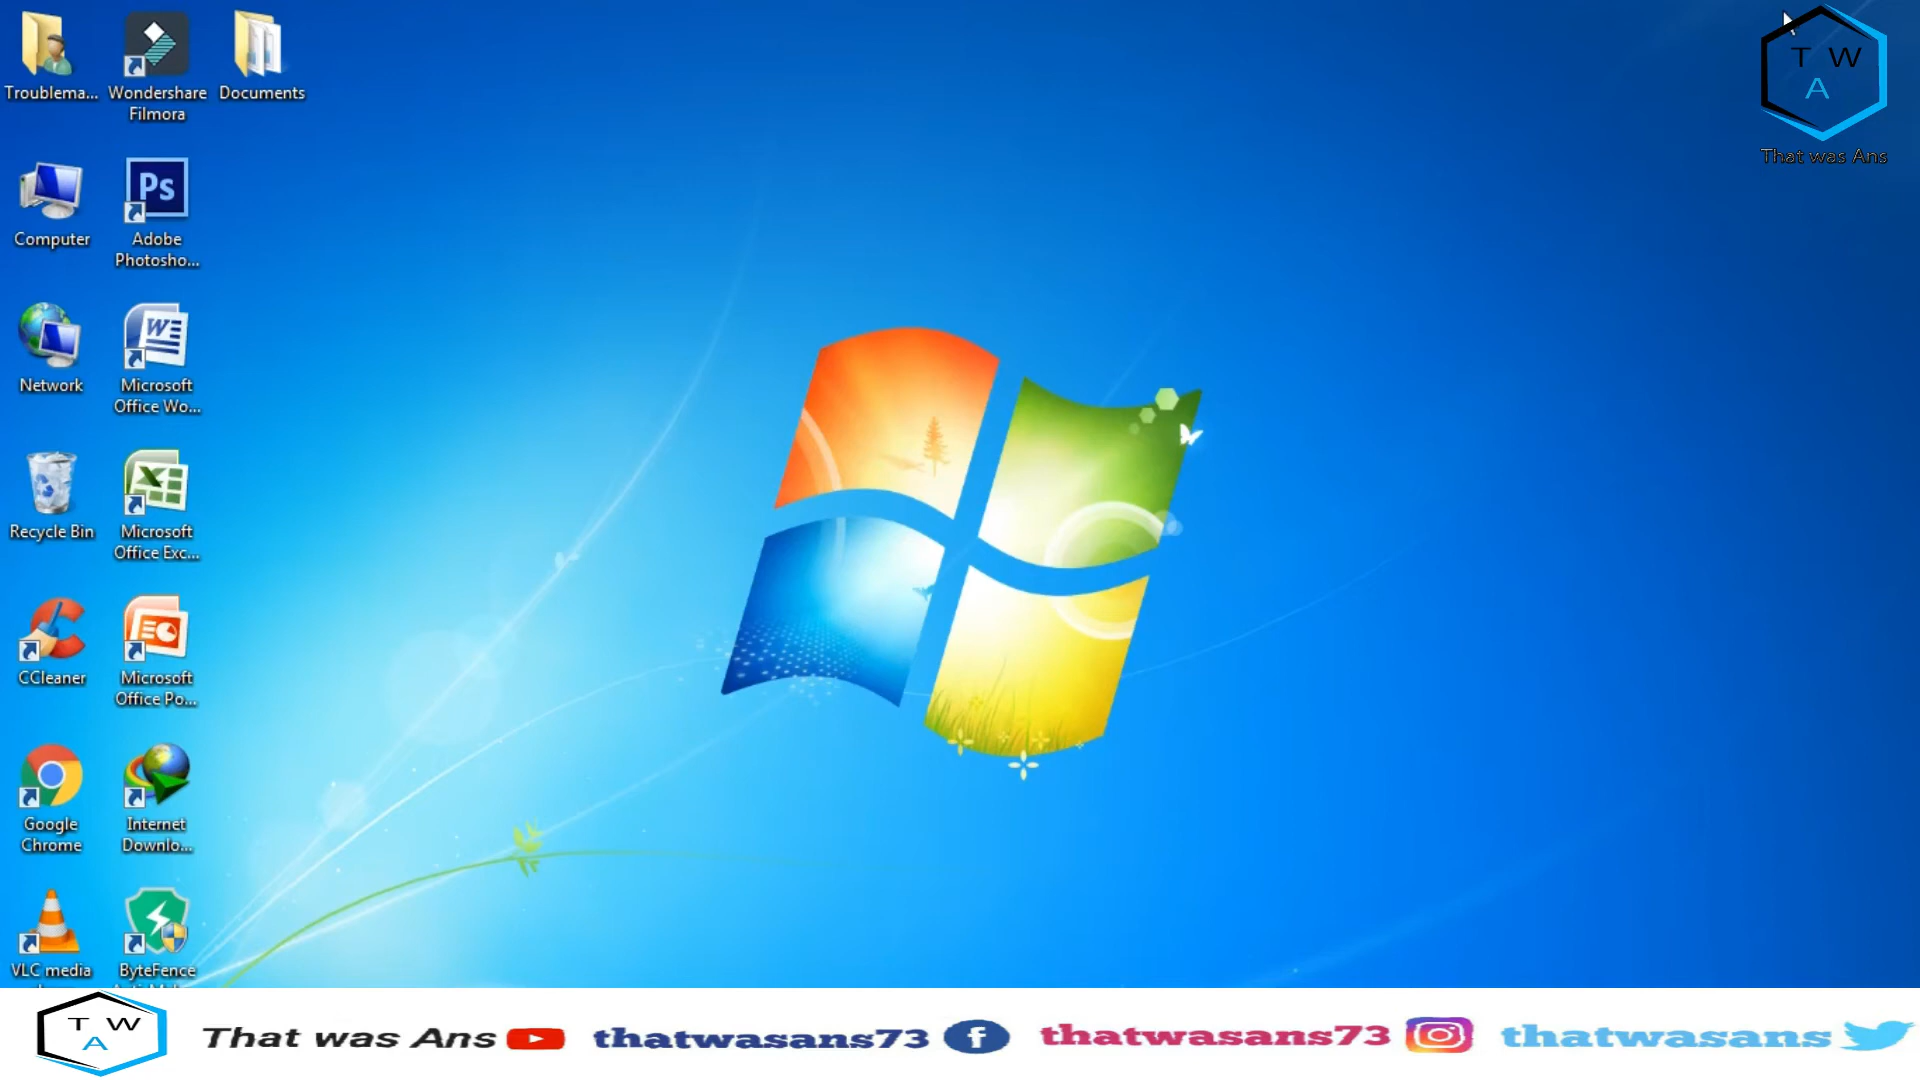 Troublema...
Wondershare
Filmora
Documents
Computer
Adobe
Photosho...
Ps
Network
Microsoft
Office Wo...
Recycle Bin
Microsoft
Office Exc...
CCleaner
Microsoft
Office Po...
Google
Chrome
Internet
Downlo...
VLC media
ByteFence
T W
A
That was Ans
T W
A
That was Ans
thatwasans73
thatwasans73
thatwasans